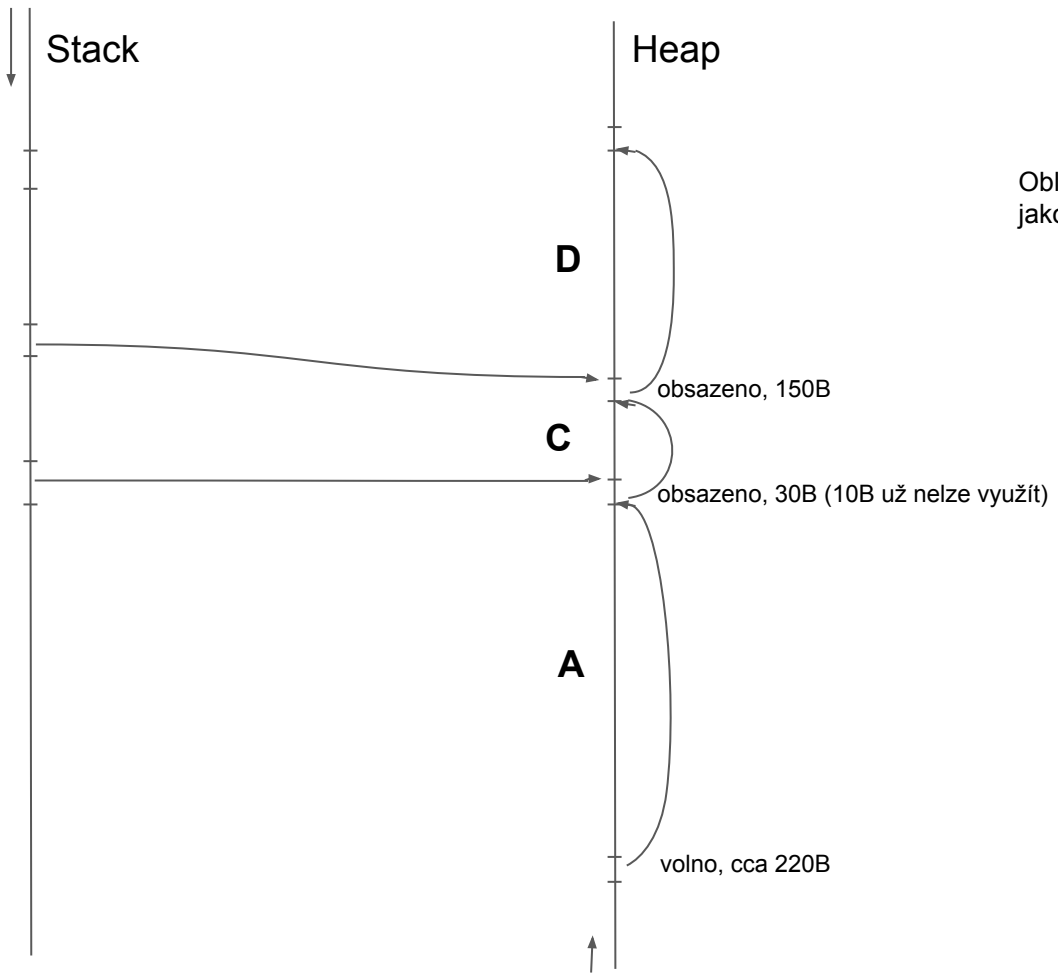 Stack
Heap
D
obsazeno, 150B
C
obsazeno, 30B (10B už nelze využít)
A
volno, cca 220B